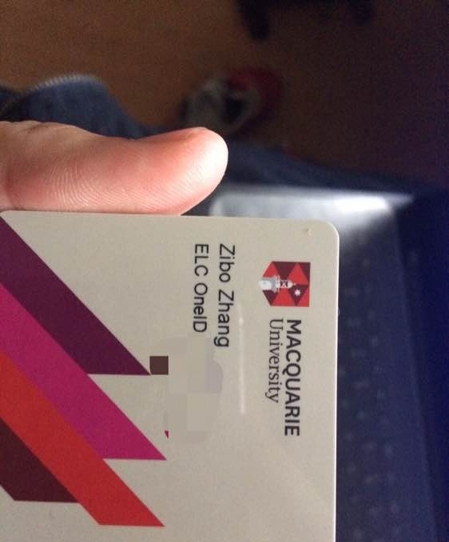 MACQUARIE
University
Zibo Zhang
ELC OneID